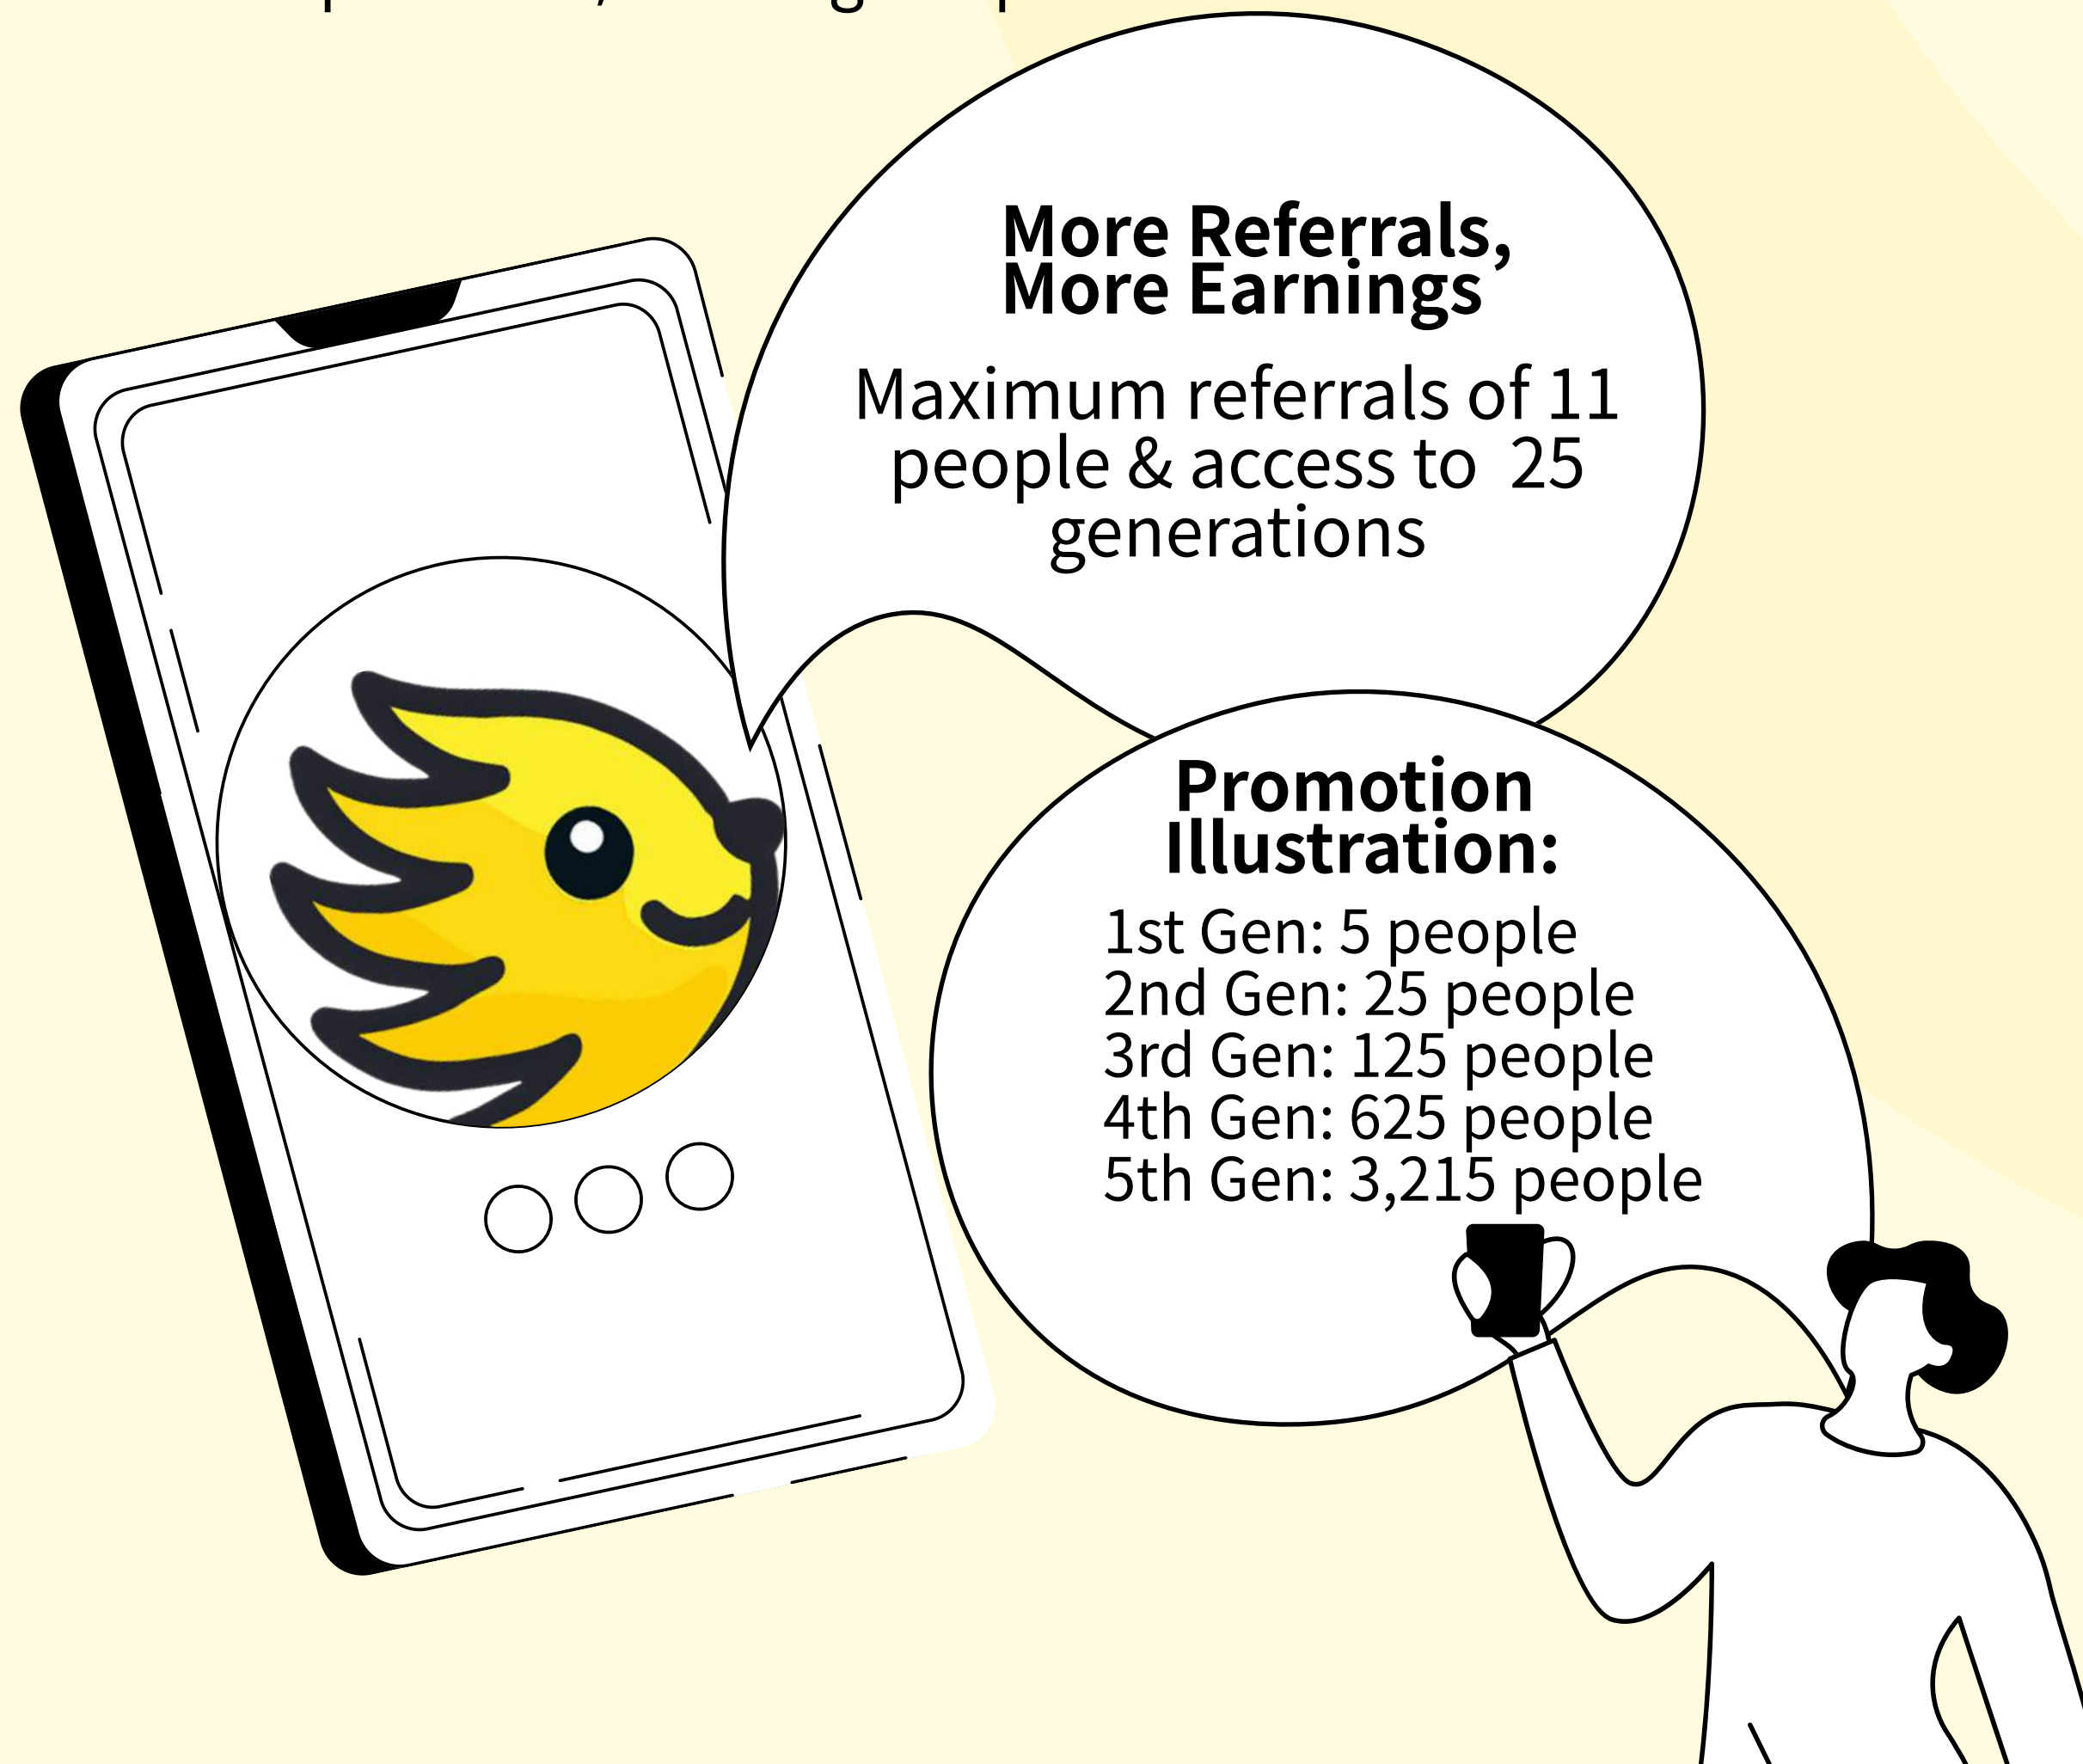 More Referrals,
More Earnings
Maximum referrals of 11
people & access to 25
generations
Promotion
Illustration:
1st Gen: 5 people
2nd Gen: 25 people
3rd Gen: 125 people
4th Gen: 625 people
5th Gen: 3,215 people